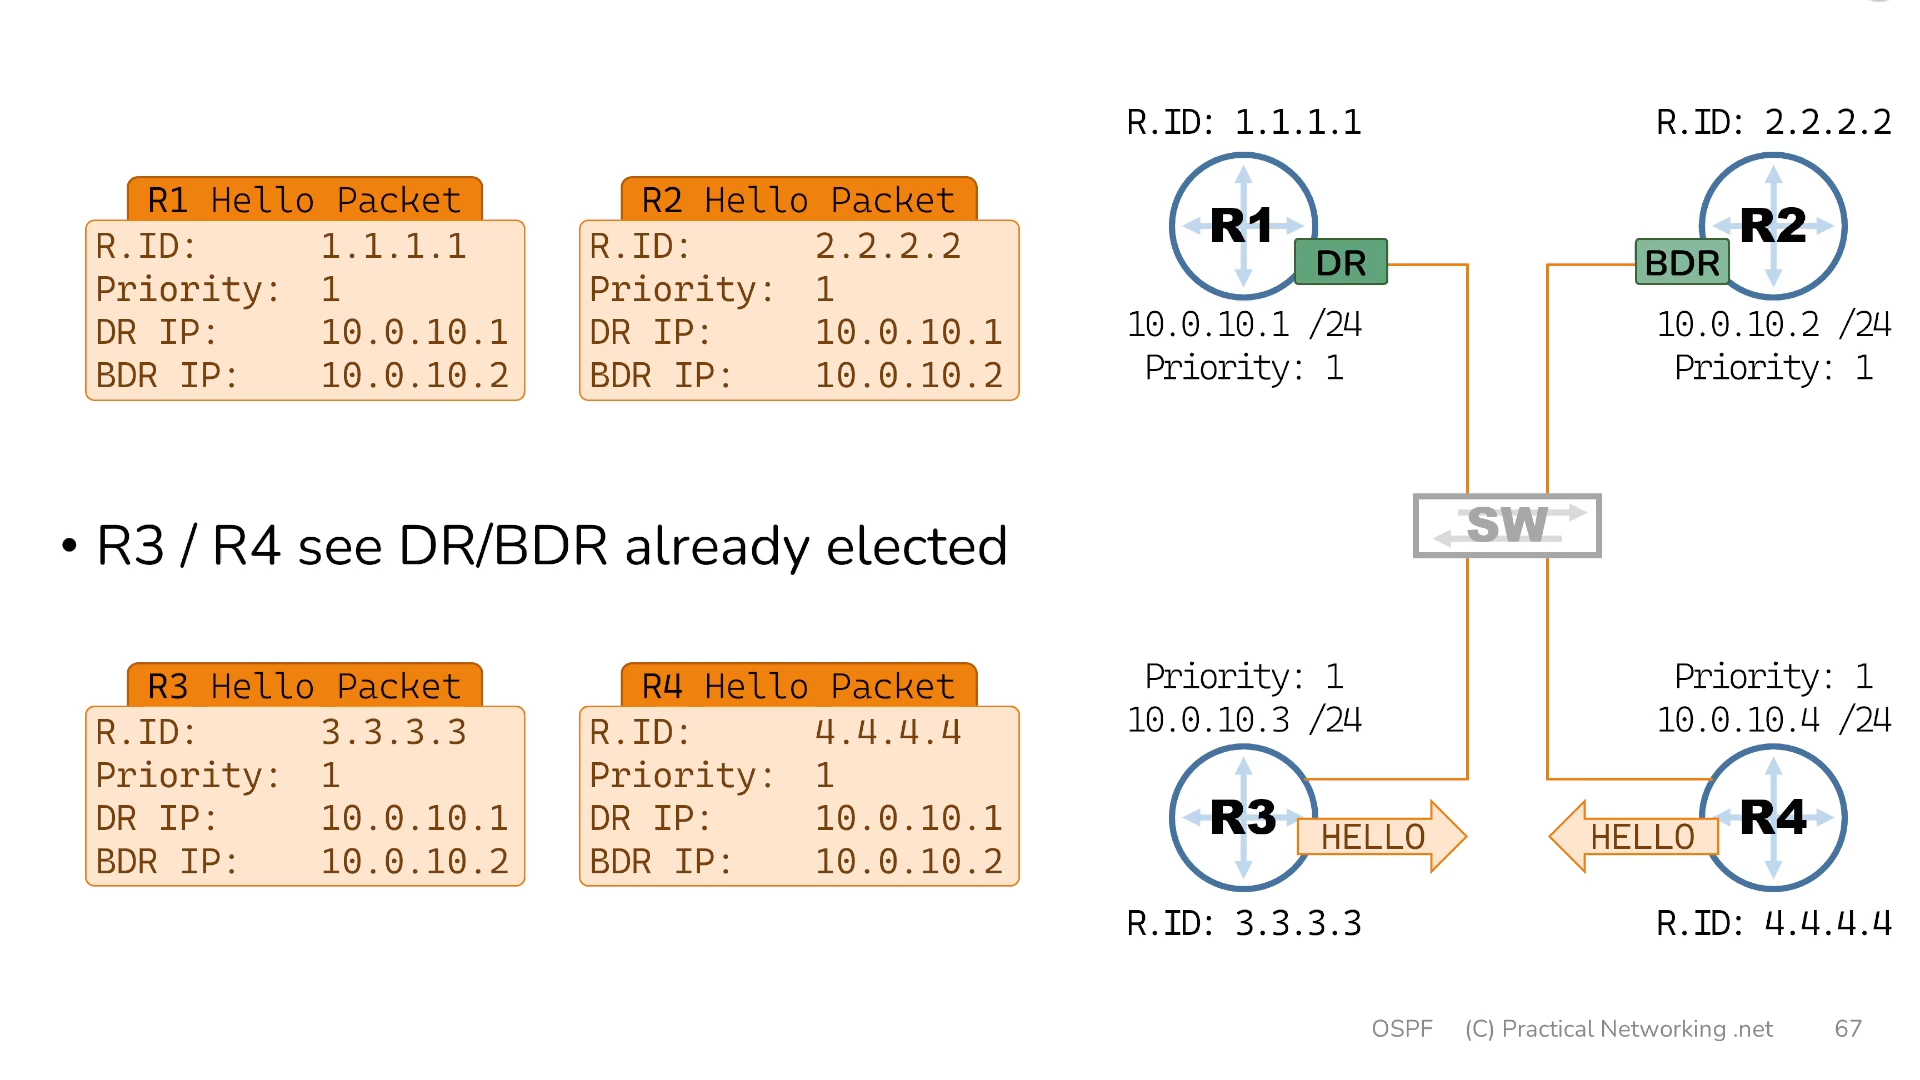 R1 Hello Packet
R.ID: 1.1.1.1
Priority: 1
DR IP: 10.0.10.1
BDR IP: 10.0.10.2
R2 Hello Packet
R.ID: 2.2.2.2
Priority: 1
DR IP: 10.0.10.1
BDR IP: 10.0.10.2
• R3 / R4 see DR/BDR already elected
R3 Hello Packet
R.ID: 3.3.3.3
Priority: 1
DR IP: 10.0.10.1
BDR IP: 10.0.10.2
R4 Hello Packet
R.ID: 4.4.4.4
Priority: 1
DR IP: 10.0.10.1
BDR IP: 10.0.10.2
R.ID: 1.1.1.1
R1
DR
10.0.10.1 /24
Priority: 1
R.ID: 2.2.2.2
R2
BDR
10.0.10.2 /24
Priority: 1
SW
Priority: 1
10.0.10.3 /24
R3
HELLO
R.ID: 3.3.3.3
Priority: 1
10.0.10.4 /24
HELLO
R4
R.ID: 4.4.4.4
OSPF (C) Practical Networking .net 67